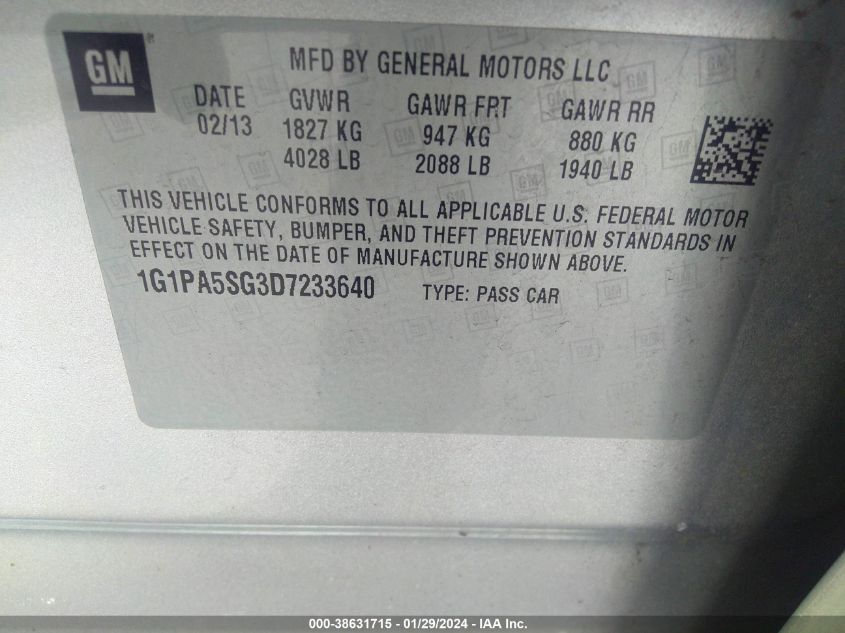 GM
MFD BY GENERAL MOTORS LLC
DATE GVWR GAWR FRT GAWR RR
02/13 1827 KG 947 KG 880 KG
4028 LB 2088 LB 1940 LB
THIS VEHICLE CONFORMS TO ALL APPLICABLE U.S. FEDERAL MOTOR
VEHICLE SAFETY, BUMPER, AND THEFT PREVENTION STANDARDS IN
EFFECT ON THE DATE OF MANUFACTURE SHOWN ABOVE.
1G1PA5SG3D7233640 TYPE: PASS CAR
000-38631715 - 01/29/2024 - IAA Inc.